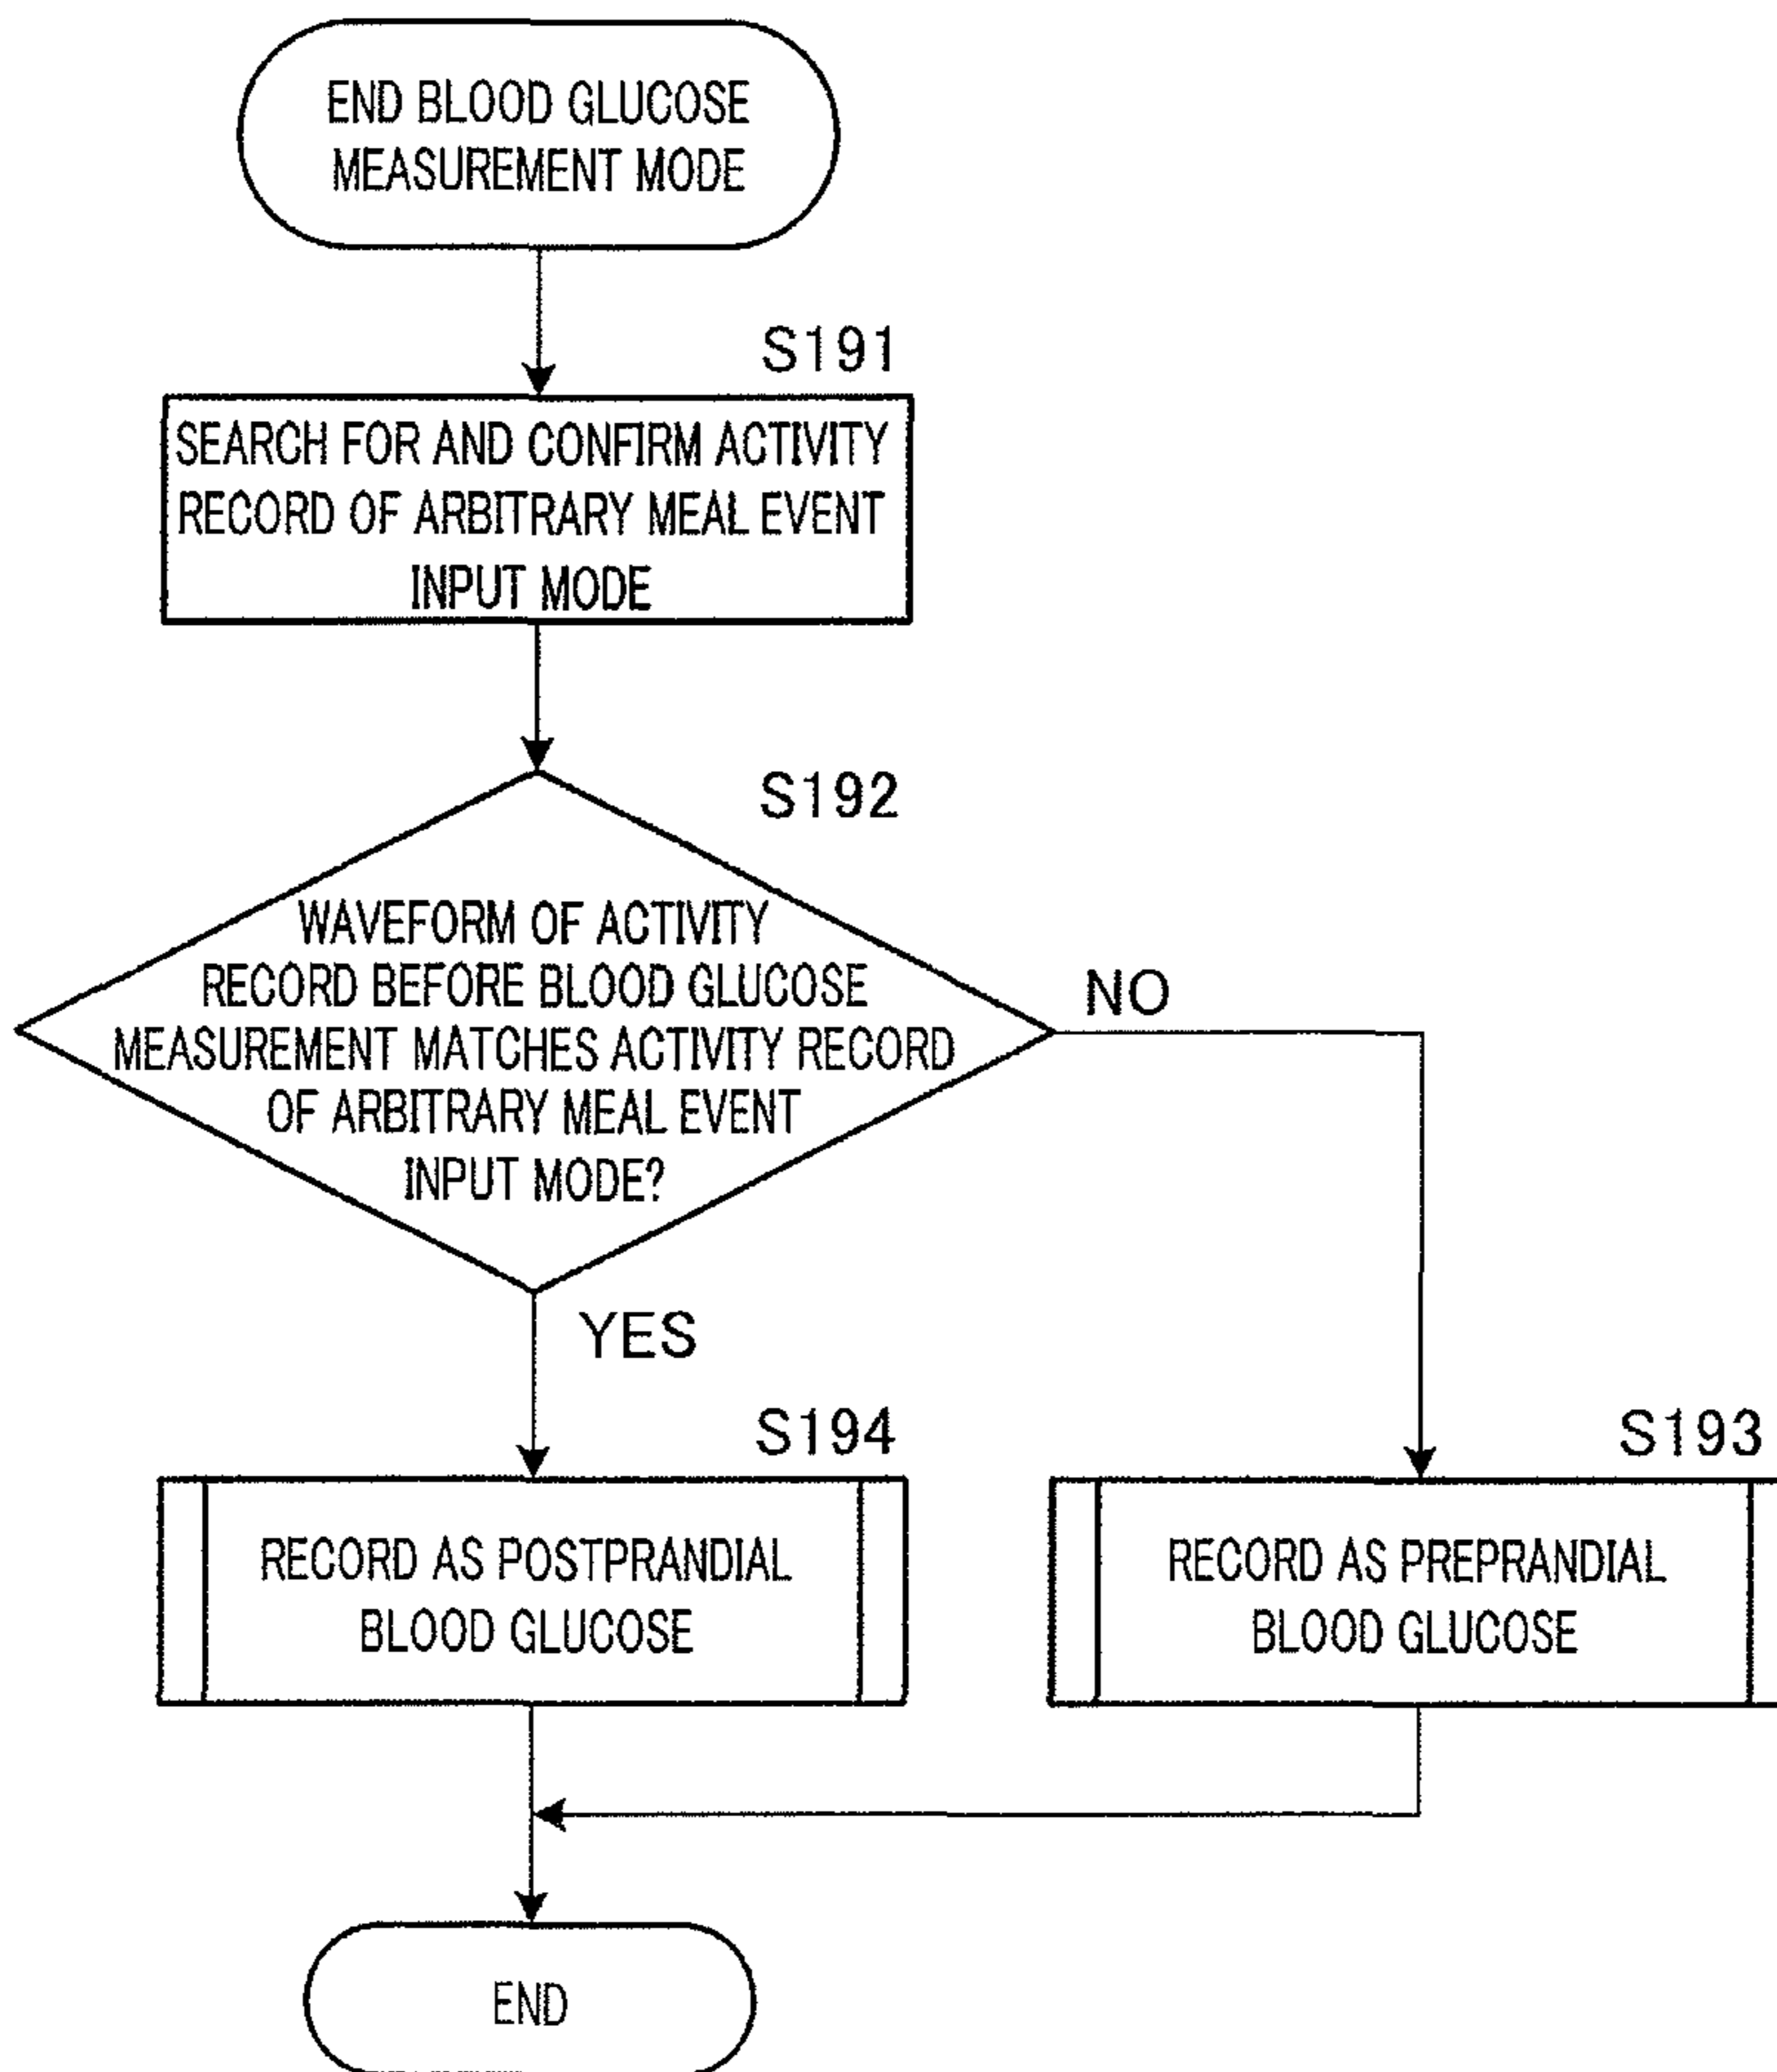 END BLOOD GLUCOSE
MEASUREMENT MODE
S191
SEARCH FOR AND CONFIRM ACTIVITY
RECORD OF ARBITRARY MEAL EVENT
INPUT MODE
S192
WAVEFORM OF ACTIVITY
RECORD BEFORE BLOOD GLUCOSE
MEASUREMENT MATCHES ACTIVITY RECORD
OF ARBITRARY MEAL EVENT
INPUT MODE?
NO
YES
S194
RECORD AS POSTPRANDIAL
BLOOD GLUCOSE
S193
RECORD AS PREPRANDIAL
BLOOD GLUCOSE
END